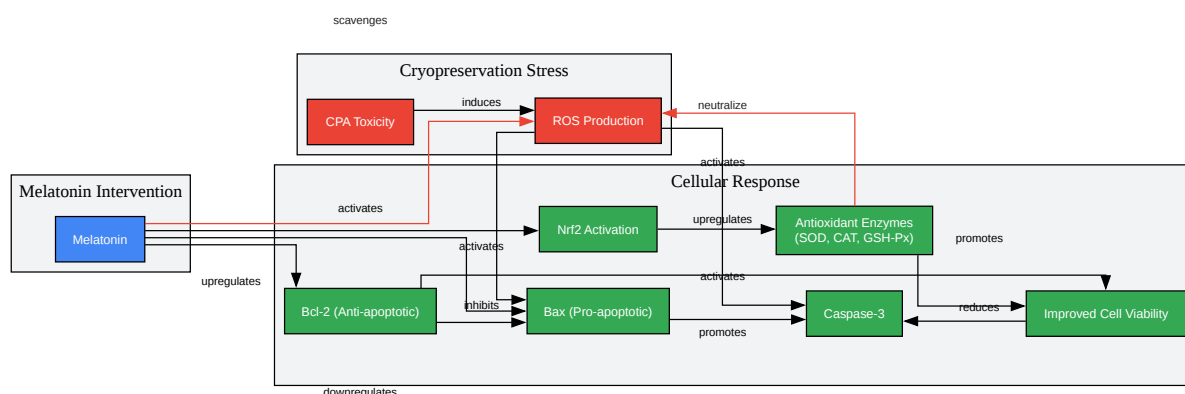 scavenges
Cryopreservation Stress
CPA Toxicity
induces
ROS Production
neutralize
activates
Melatonin Intervention
Cellular Response
Melatonin
activates
Nrf2 Activation
upregulates
Antioxidant Enzymes
(SOD, CAT, GSH-Px)
promotes
activates
upregulates
activates
Bcl-2 (Anti-apoptotic)
inhibits
Bax (Pro-apoptotic)
promotes
Caspase-3
reduces
Improved Cell Viability
downregulates